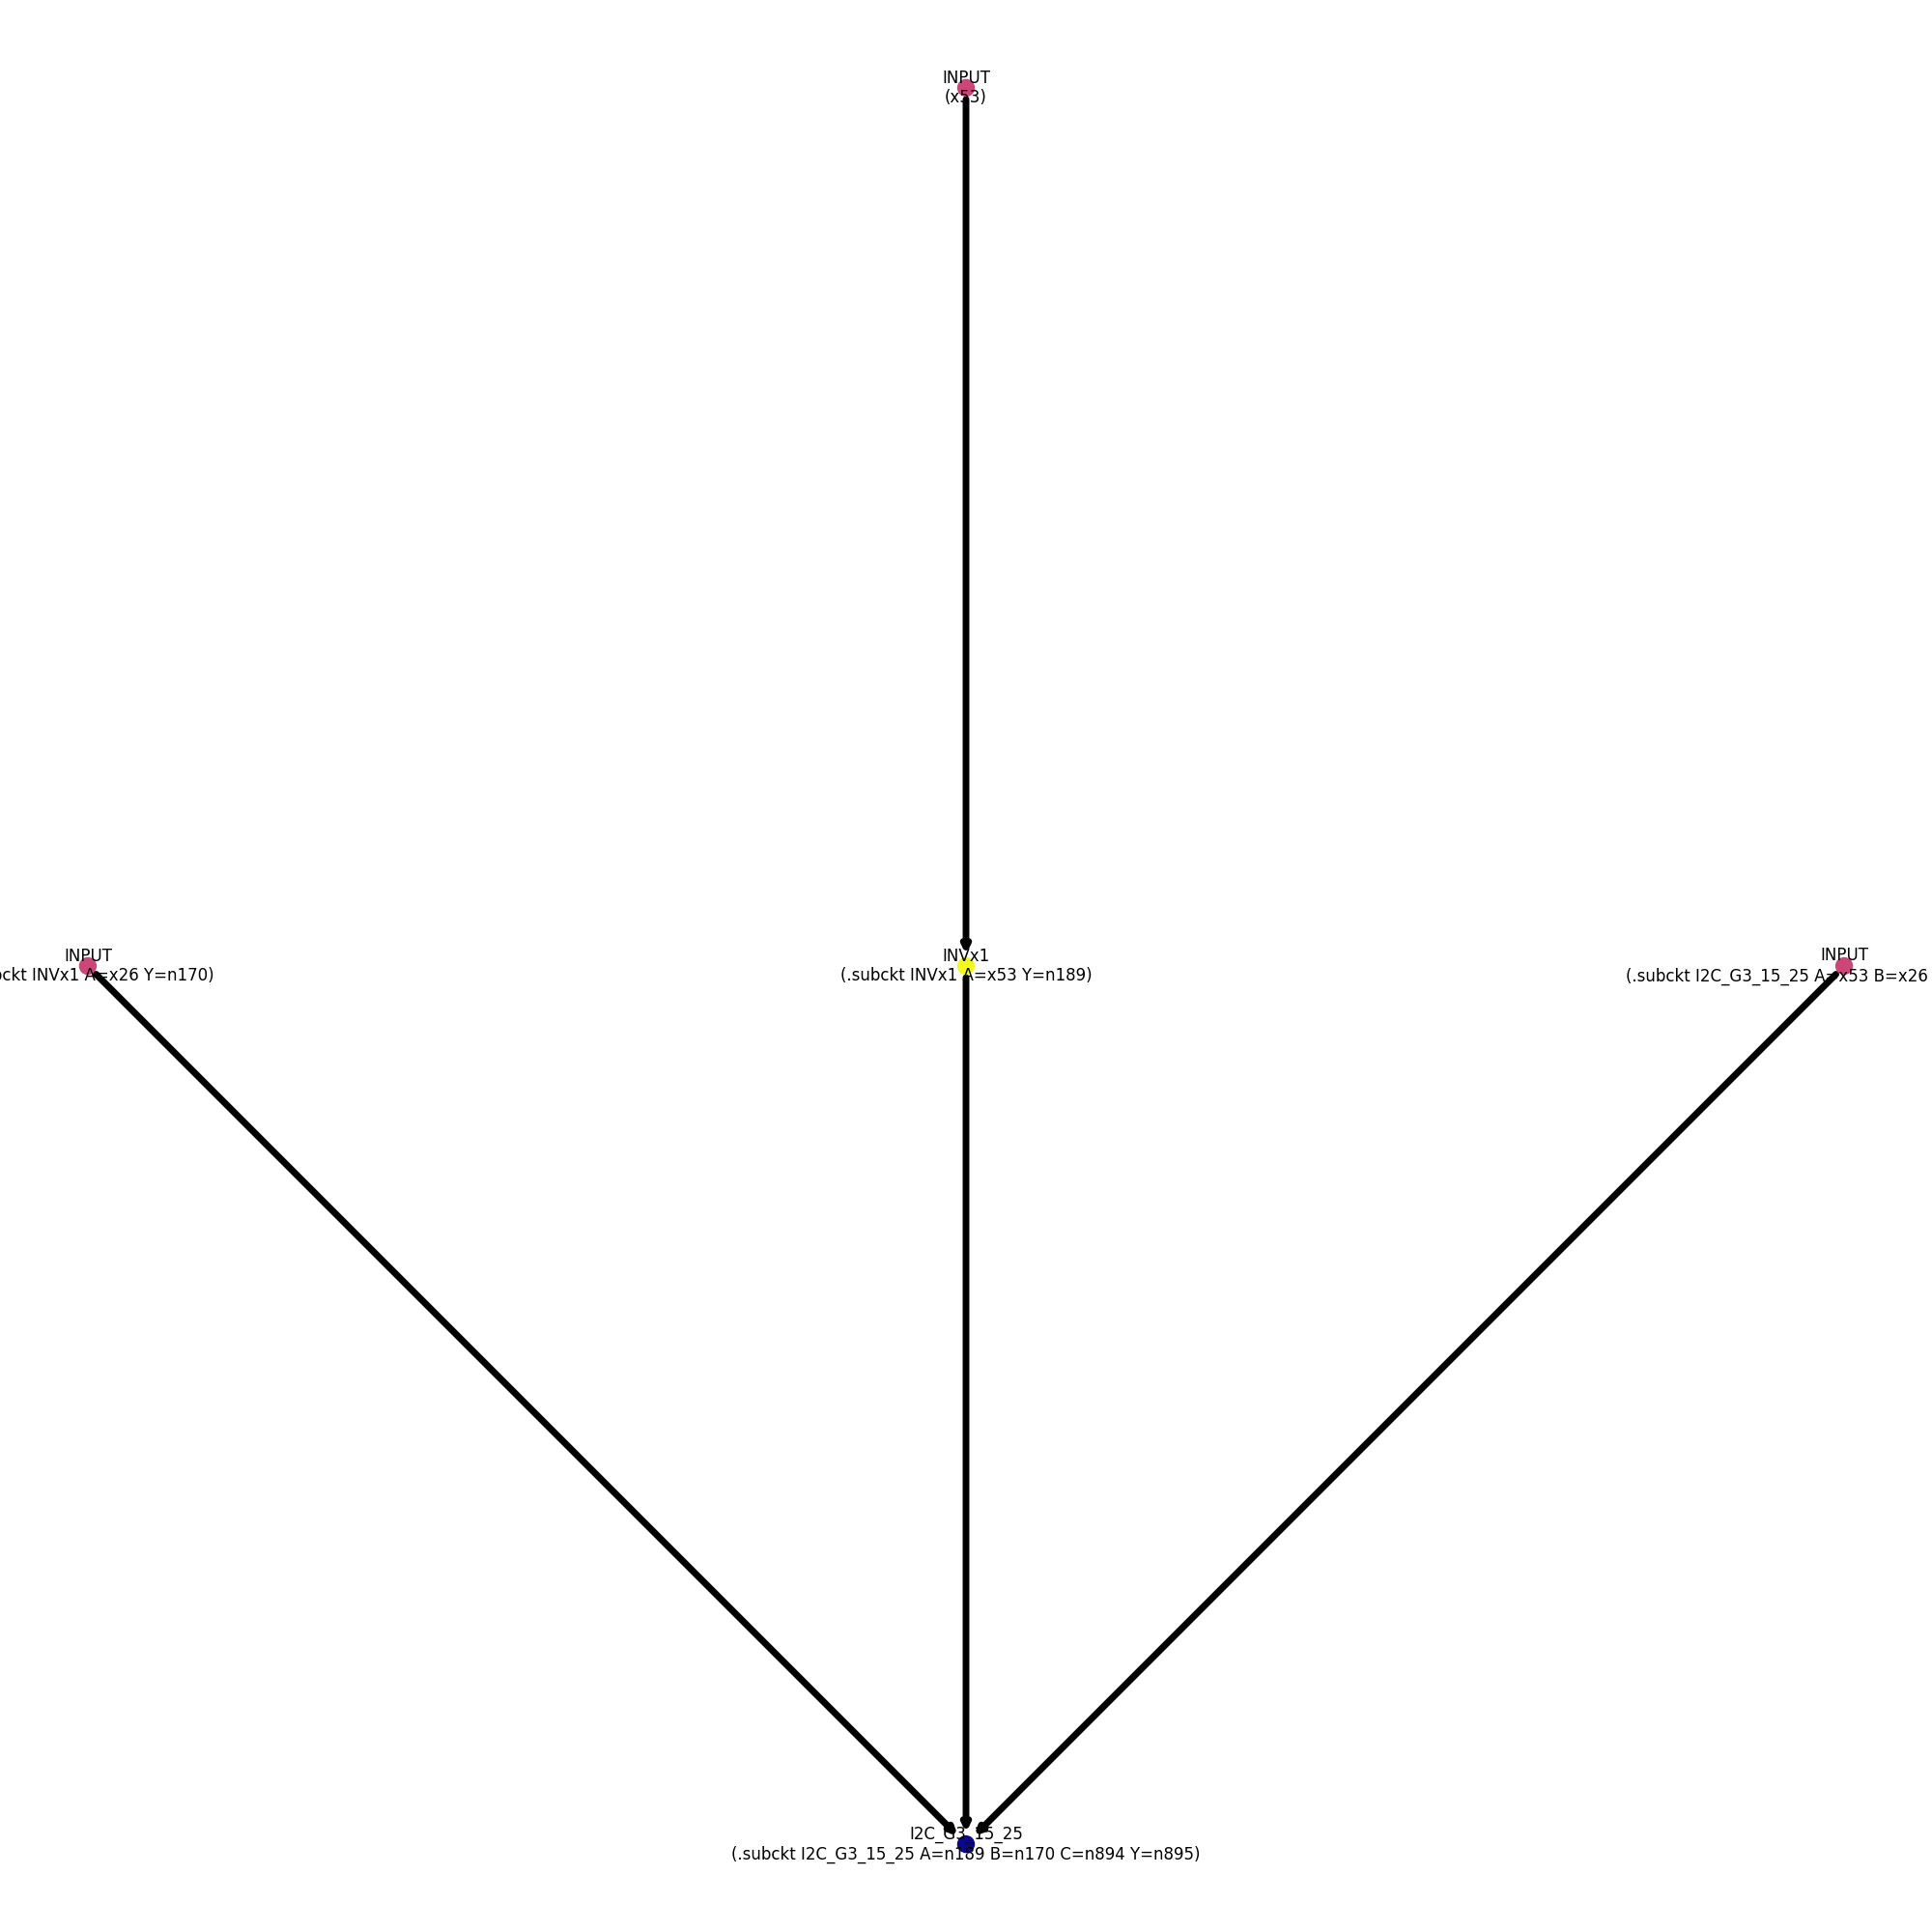 INPUT
(x53)
INPUT
INVx1 A=x26 Y=n170)
INVx1
(.subckt INVx1 A=x53 Y=n189)
INPUT
(.subckt I2C_G3_15_25 A=x53 B=x26
I2C_G3_15_25
(.subckt I2C_G3_15_25 A=n189 B=n170 C=n894 Y=n895)